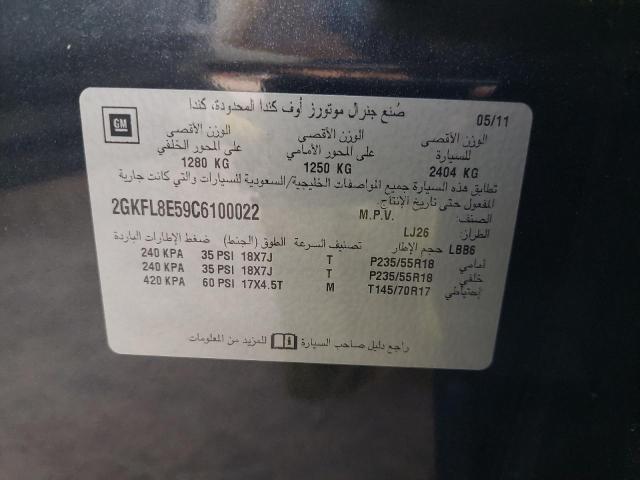 GM
صُنع جنرال موتورز أوف كندا المحدودة، كندا 05/11
الوزن الأقصى الوزن الأقصى الوزن الأقصى
للسيارة على المحور الأمامي على المحور الخلفي
2404 KG 1250 KG 1280 KG
تطابق هذه السيارة جميع المواصفات الخليجية/السعودية للسيارات والتي كانت جارية
المفعول حتى تاريخ الإنتاج.
الصنف: M.P.V. 2GKFL8E59C6100022
الطراز: LJ26
LBB6 حجم الإطار تصنيف السرعة الطوق (الجنط) ضغط الإطارات الباردة
أمامي P235/55R18 T 18X7J 35 PSI 240 KPA
خلفي P235/55R18 T 18X7J 35 PSI 240 KPA
إحتياطي T145/70R17 M 17X4.5T 60 PSI 420 KPA
راجع دليل صاحب السيارة للمزيد من المعلومات